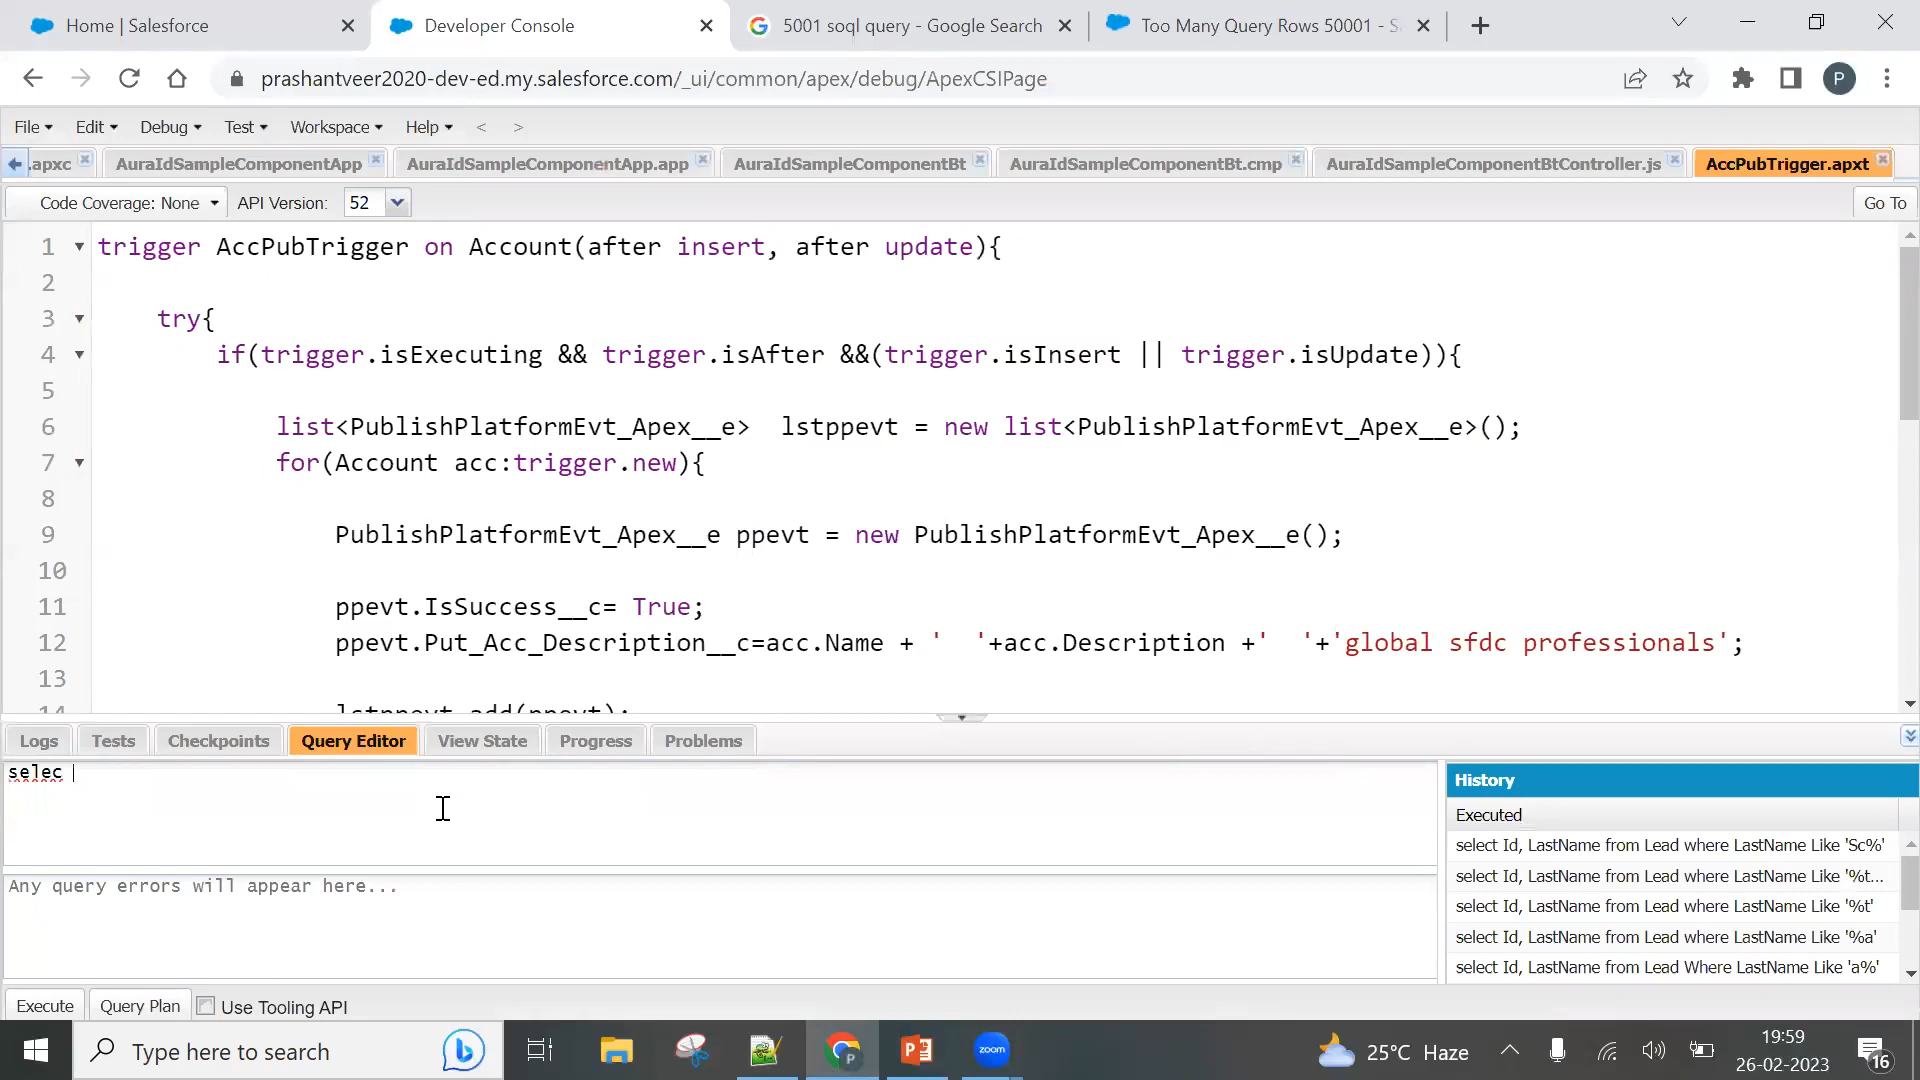 Home | Salesforce
Developer Console
5001 soql query - Google Search
Too Many Query Rows 50001 - S
prashantveer2020-dev-ed.my.salesforce.com/_ui/common/apex/debug/ApexCSIPage
P
File Edit Debug Test Workspace Help < >
.apxc
AuraIdSampleComponentApp
AuraIdSampleComponentApp.app
AuraIdSampleComponentBt
AuraIdSampleComponentBt.cmp
AuraIdSampleComponentBtController.js
AccPubTrigger.apxt
Code Coverage: None API Version: 52 Go To
1 trigger AccPubTrigger on Account(after insert, after update){
2
3 try{
4 if(trigger.isExecuting && trigger.isAfter &&(trigger.isInsert || trigger.isUpdate)){
5
6 list<PublishPlatformEvt_Apex__e>  lstppevt = new list<PublishPlatformEvt_Apex__e>();
7 for(Account acc:trigger.new){
8
9 PublishPlatformEvt_Apex__e ppevt = new PublishPlatformEvt_Apex__e();
10
11 ppevt.IsSuccess__c= True;
12 ppevt.Put_Acc_Description__c=acc.Name + '  '+acc.Description +'  '+'global sfdc professionals';
13
14 lstppevt.add(ppevt);
Logs Tests Checkpoints Query Editor View State Progress Problems
selec
Any query errors will appear here...
History
Executed
select Id, LastName from Lead where LastName Like 'Sc%'
select Id, LastName from Lead where LastName Like '%t...
select Id, LastName from Lead where LastName Like '%t'
select Id, LastName from Lead where LastName Like '%a'
select Id, LastName from Lead Where LastName Like 'a%'
Execute Query Plan Use Tooling API
Type here to search
P
zoom
25°C Haze
19:59
26-02-2023
16